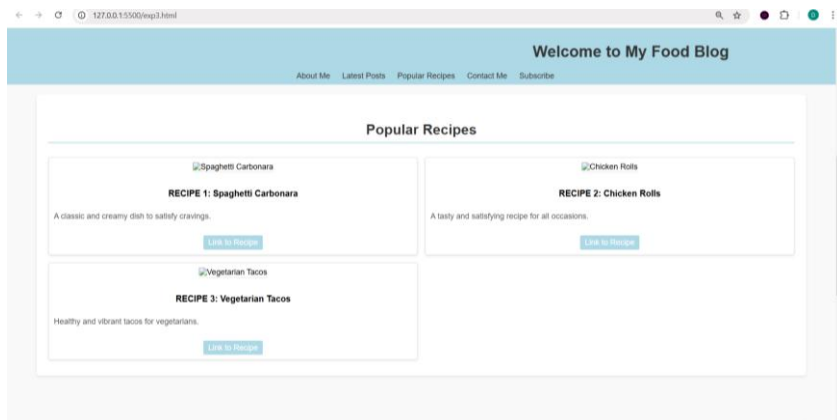 127.0.0.1:5500/exp3.html
Welcome to My Food Blog
About Me Latest Posts Popular Recipes Contact Me Subscribe
Popular Recipes
Spaghetti Carbonara
RECIPE 1: Spaghetti Carbonara
A classic and creamy dish to satisfy cravings.
Link to Recipe
Chicken Rolls
RECIPE 2: Chicken Rolls
A tasty and satisfying recipe for all occasions.
Link to Recipe
Vegetarian Tacos
RECIPE 3: Vegetarian Tacos
Healthy and vibrant tacos for vegetarians.
Link to Recipe